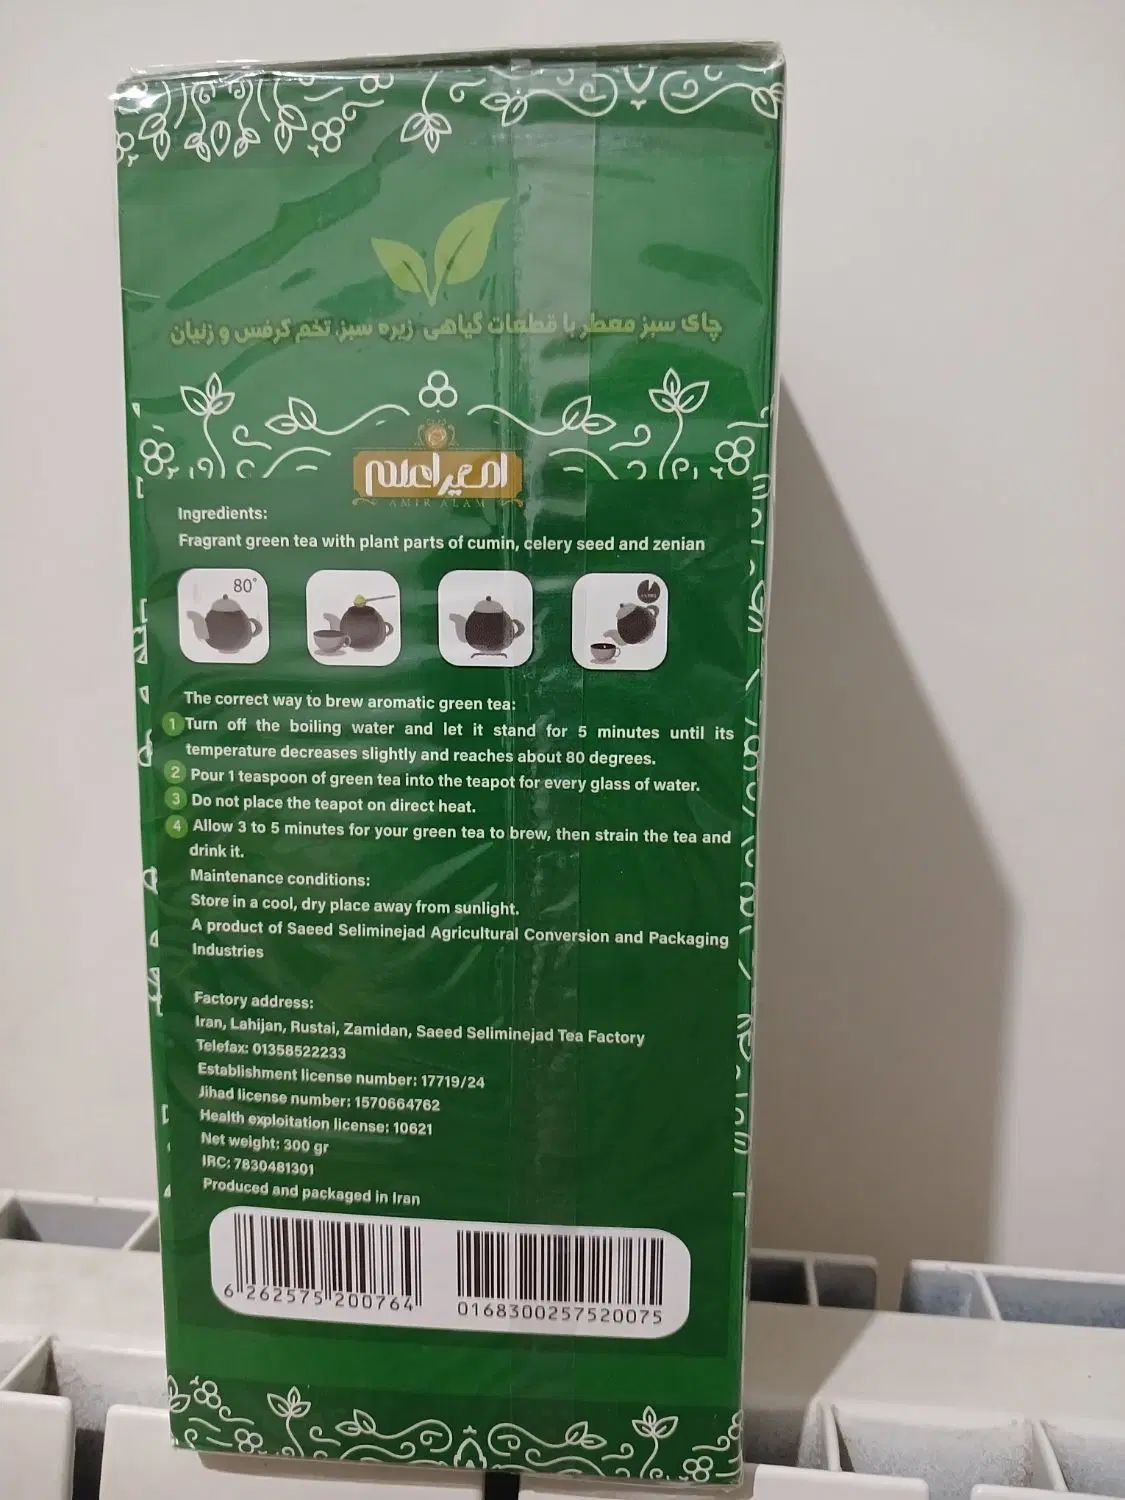 چای سبز معطر با قطعات گیاهی زیره سبز، تخم کرفس و زنیان
امیرعلم
AMIR ALAM
Ingredients:
Fragrant green tea with plant parts of cumin, celery seed and zenian
80°
The correct way to brew aromatic green tea:
1 Turn off the boiling water and let it stand for 5 minutes until its
temperature decreases slightly and reaches about 80 degrees.
2 Pour 1 teaspoon of green tea into the teapot for every glass of water.
3 Do not place the teapot on direct heat.
4 Allow 3 to 5 minutes for your green tea to brew, then strain the tea and
drink it.
Maintenance conditions:
Store in a cool, dry place away from sunlight.
A product of Saeed Seliminejad Agricultural Conversion and Packaging
Industries
Factory address:
Iran, Lahijan, Rustai, Zamidan, Saeed Seliminejad Tea Factory
Telefax: 01358522233
Establishment license number: 17719/24
Jihad license number: 1570664762
Health exploitation license: 10621
Net weight: 300 gr
IRC: 7830481301
Produced and packaged in Iran
6 262575 200764
0168300257520075